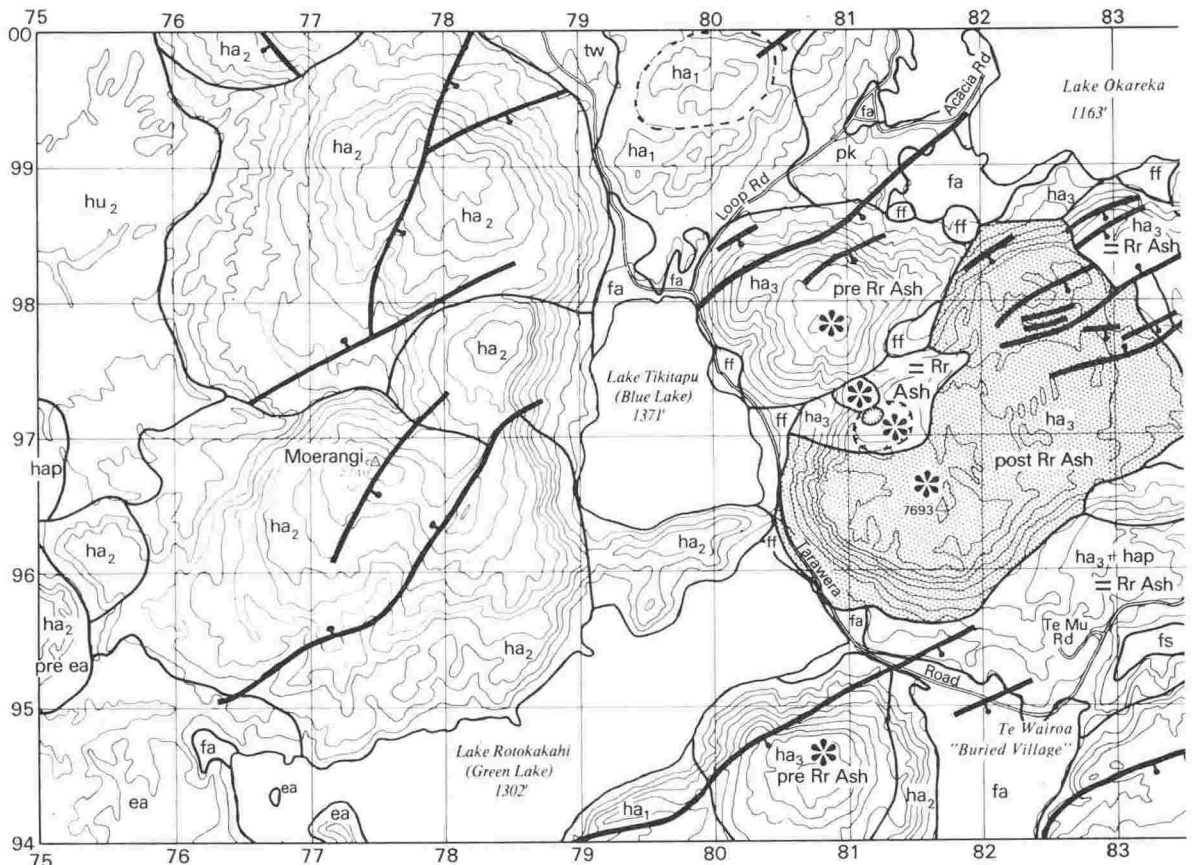 75 76 77 78 79 80 81 82 83
00
ha2
tw
ha1
Lake Okareka
1163'
fa
Acacia Rd
ha2
99
ha1
Loop Rd
pk
fa
ff
hu2
ha2
ff
ff
ha3
ha3
= Rr Ash
98
fa
fa
ha3
pre Rr Ash
ha2
ff
ff
= Rr
Ash
Lake Tikitapu
(Blue Lake)
1371'
ha3
97
ff
ha3
post Rr Ash
Moerangi
hap
7693
ha2
ha2
ha2
ff
Tarawera
ha3 + hap
= Rr Ash
96
ha2
pre ea
ha2
fa
Te Mu
Rd
fs
Road
95
Te Wairoa
"Buried Village"
fa
Lake Rotokakahi
(Green Lake)
1302'
ha3
pre Rr Ash
ea
ea
ea
ha1
ha2
fa
94
75 76 77 78 79 80 81 82 83